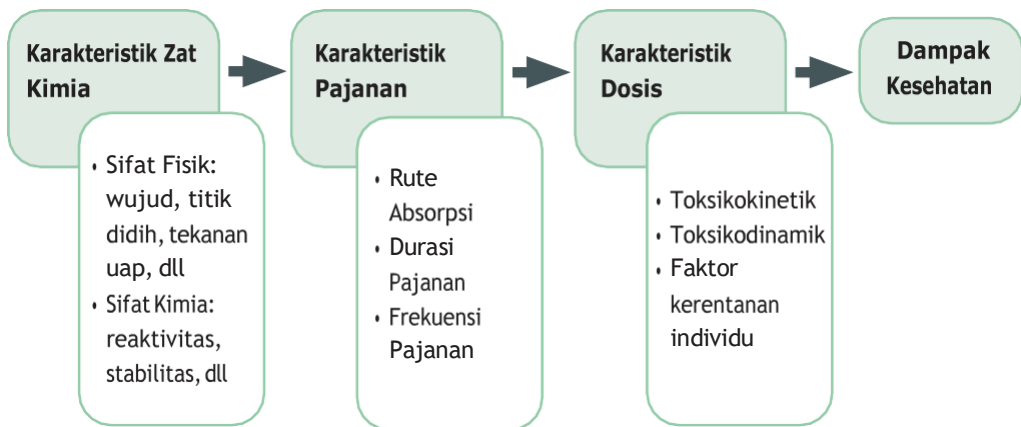 Karakteristik Zat
Kimia
• Sifat Fisik:
wujud, titik
didih, tekanan
uap, dll
• Sifat Kimia:
reaktivitas,
stabilitas, dll
Karakteristik
Pajanan
• Rute
Absorpsi
• Durasi
Pajanan
• Frekuensi
Pajanan
Karakteristik
Dosis
• Toksikokinetik
• Toksikodinamik
• Faktor
kerentanan
individu
Dampak
Kesehatan